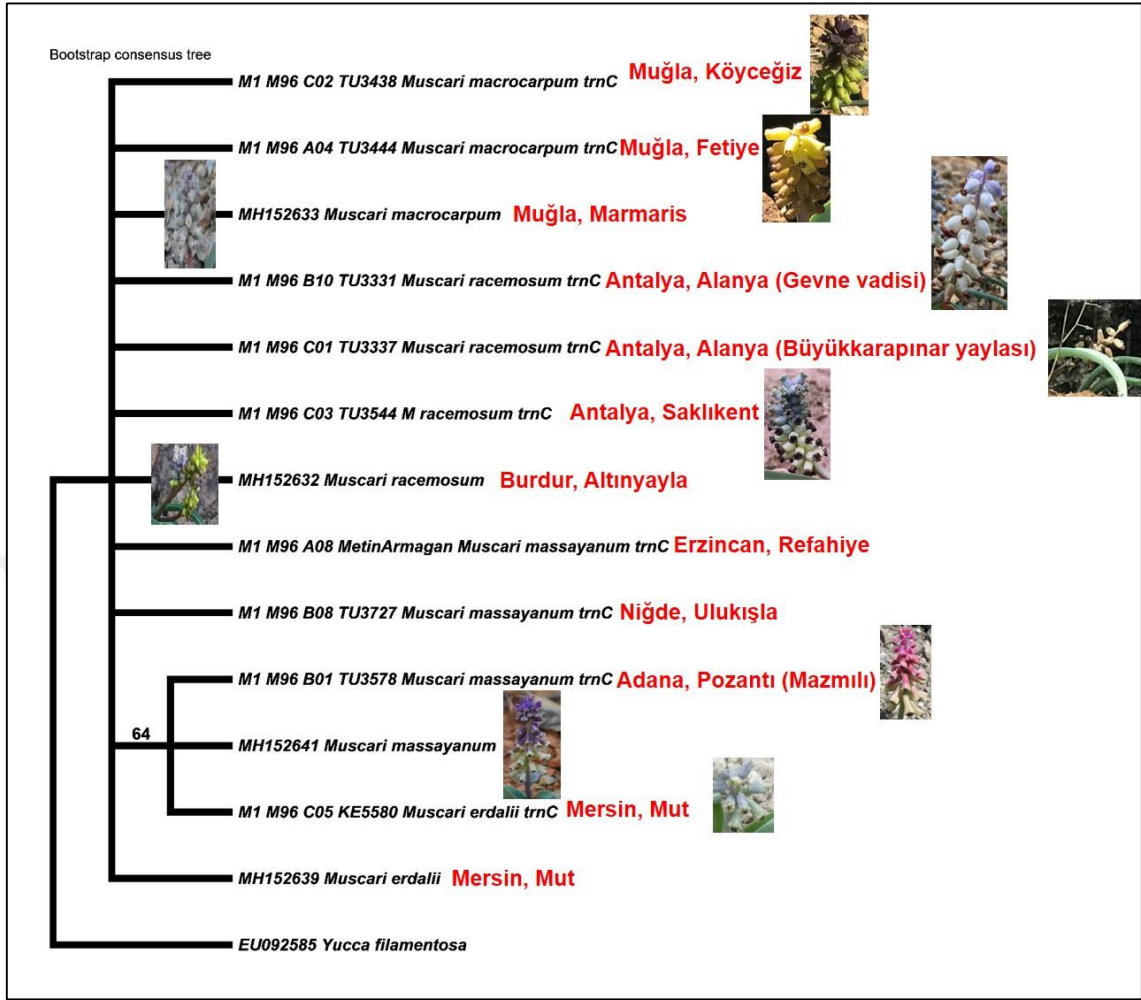 Bootstrap consensus tree
M1 M96 C02 TU3438 Muscari macrocarpum trnC Muğla, Köyceğiz
M1 M96 A04 TU3444 Muscari macrocarpum trnC Muğla, Fetiye
MH152633 Muscari macrocarpum Muğla, Marmaris
M1 M96 B10 TU3331 Muscari racemosum trnC Antalya, Alanya (Gevne vadisi)
M1 M96 C01 TU3337 Muscari racemosum trnC Antalya, Alanya (Büyükkarapınar yaylası)
M1 M96 C03 TU3544 M racemosum trnC Antalya, Saklıkent
MH152632 Muscari racemosum Burdur, Altınyayla
M1 M96 A08 MetinArmagan Muscari massayanum trnC Erzincan, Refahiye
M1 M96 B08 TU3727 Muscari massayanum trnC Niğde, Ulukışla
M1 M96 B01 TU3578 Muscari massayanum trnC Adana, Pozantı (Mazmılı)
64
MH152641 Muscari massayanum
M1 M96 C05 KE5580 Muscari erdalii trnC Mersin, Mut
MH152639 Muscari erdalii Mersin, Mut
EU092585 Yucca filamentosa